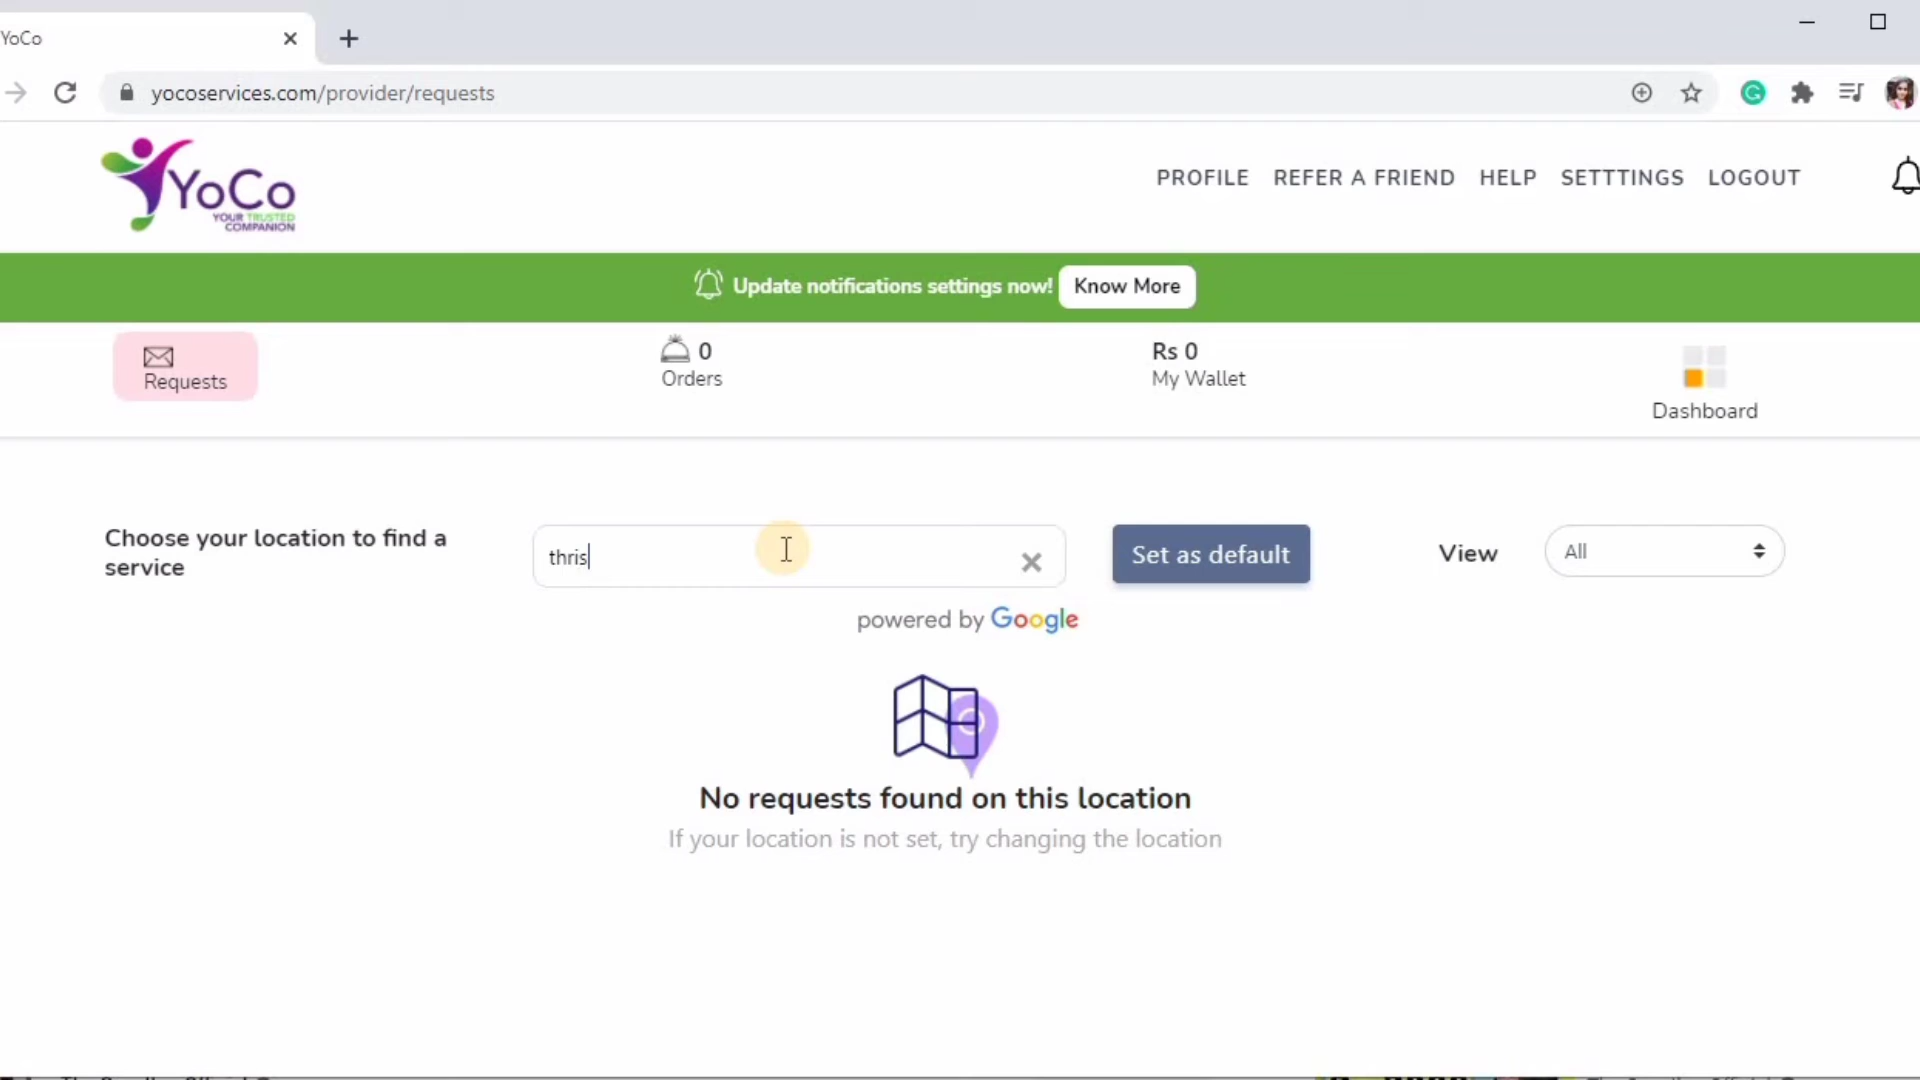 YoCo
yocoservices.com/provider/requests
YoCo
YOUR TRUSTED
COMPANION
PROFILE REFER A FRIEND HELP SETTTINGS LOGOUT
Update notifications settings now! Know More
Requests
0
Orders
Rs 0
My Wallet
Dashboard
Choose your location to find a
service
thris
Set as default
View
All
powered by Google
No requests found on this location
If your location is not set, try changing the location